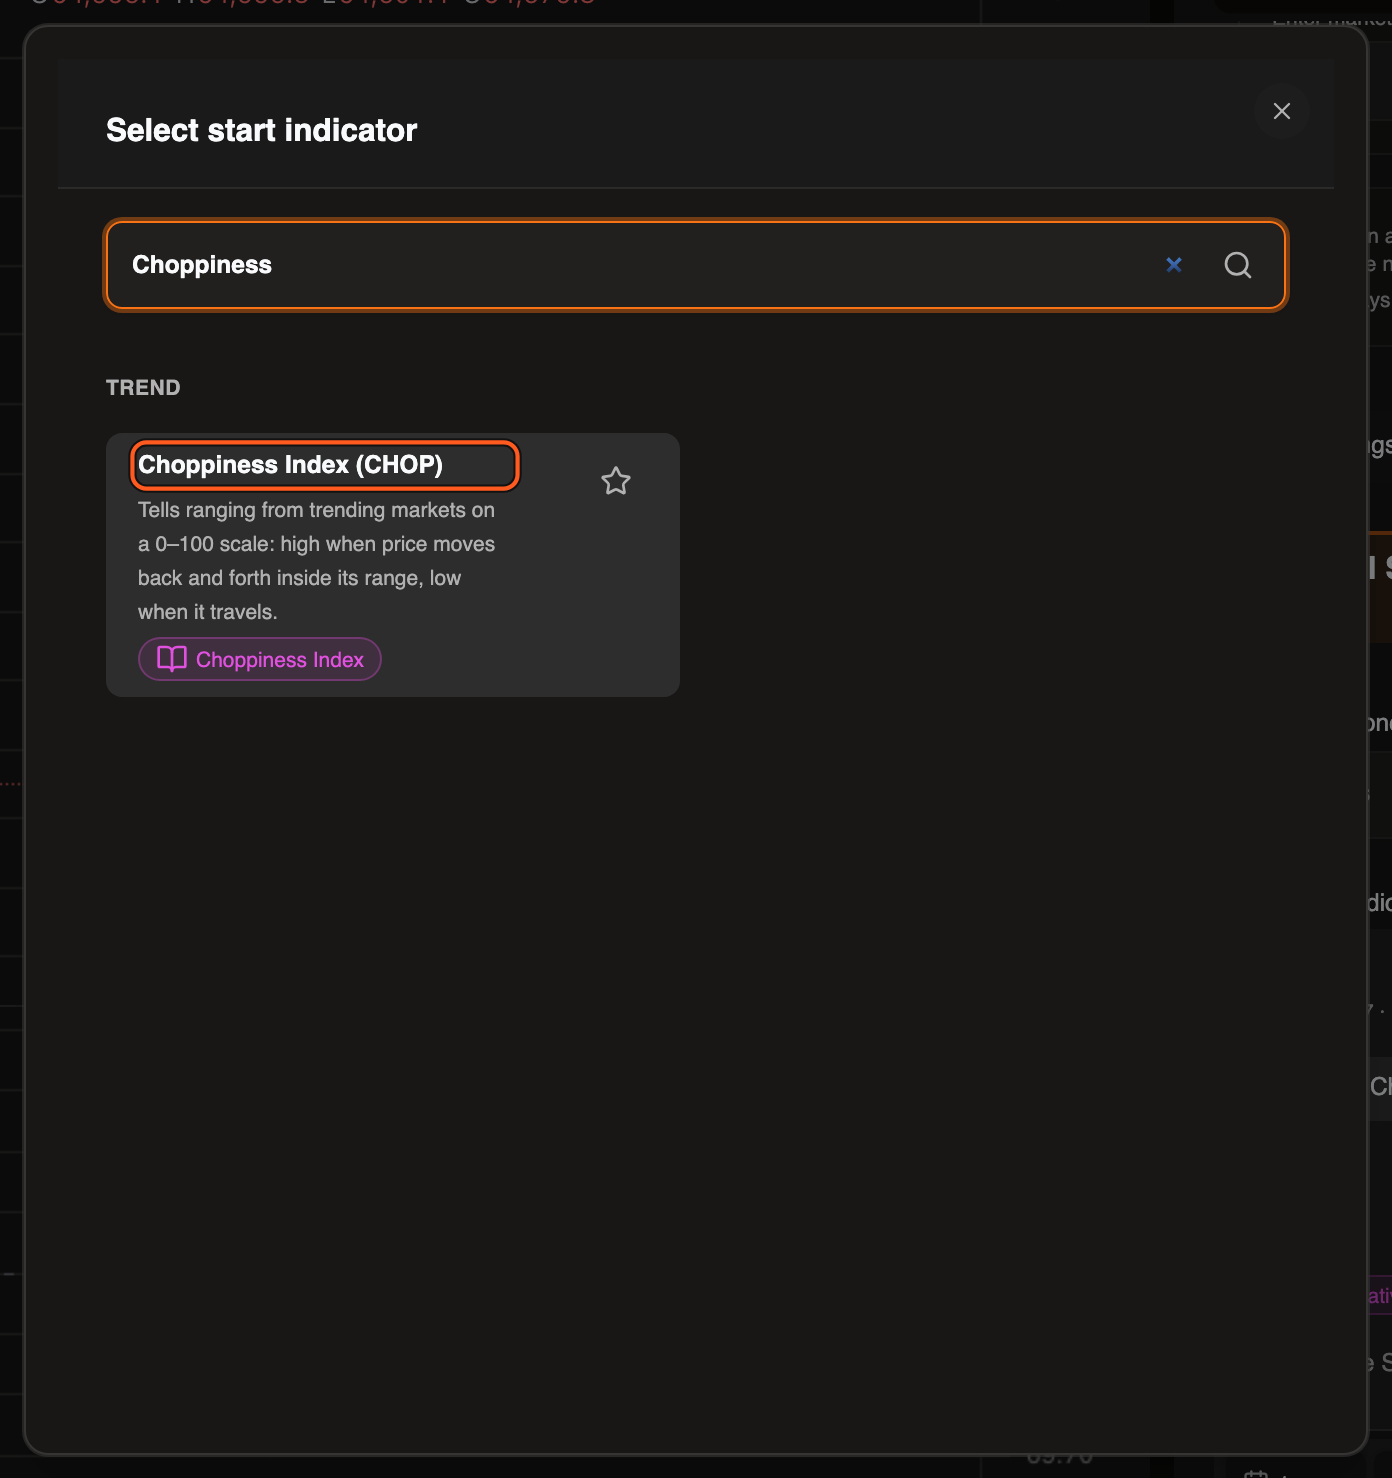 Select start indicator
Choppiness
TREND
Choppiness Index (CHOP)
Tells ranging from trending markets on
a 0–100 scale: high when price moves
back and forth inside its range, low
when it travels.
Choppiness Index